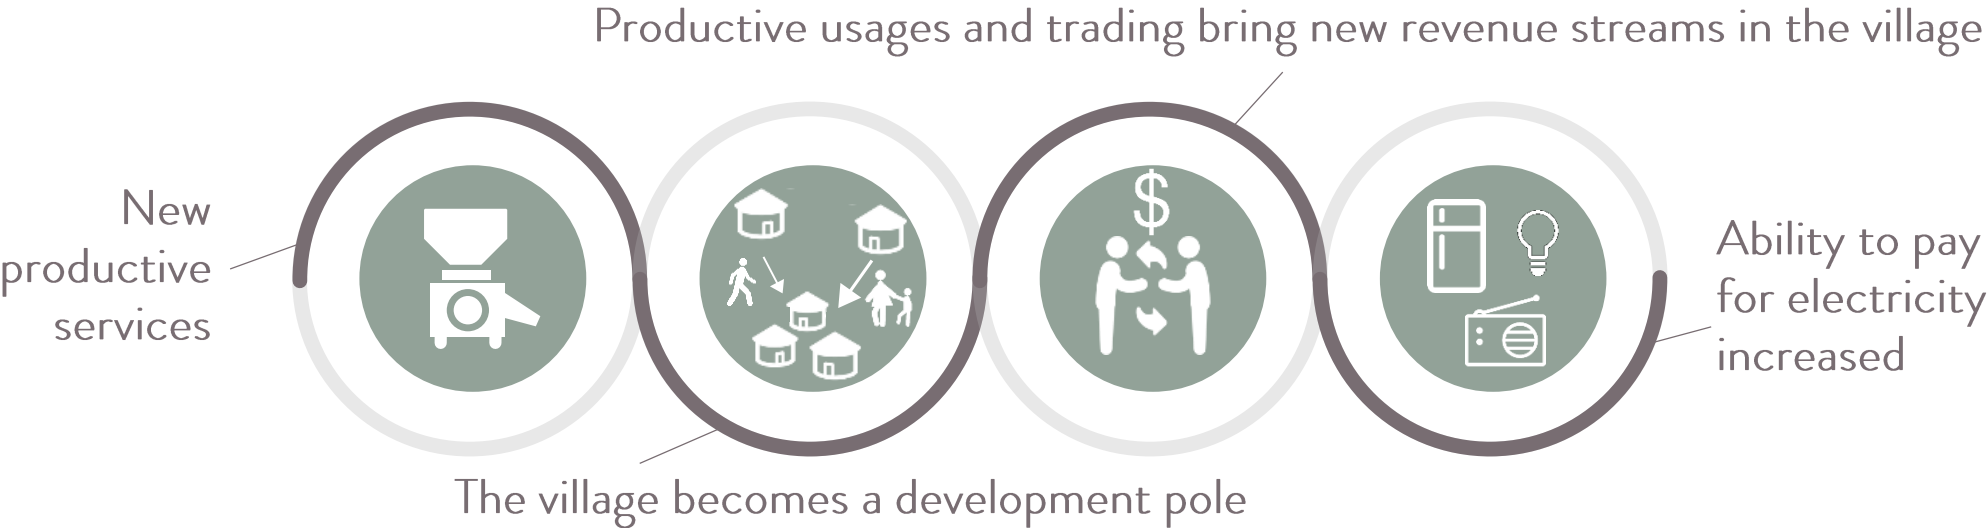 Productive usages and trading bring new revenue streams in the village
New
productive
services
$
Ability to pay
for electricity
increased
The village becomes a development pole